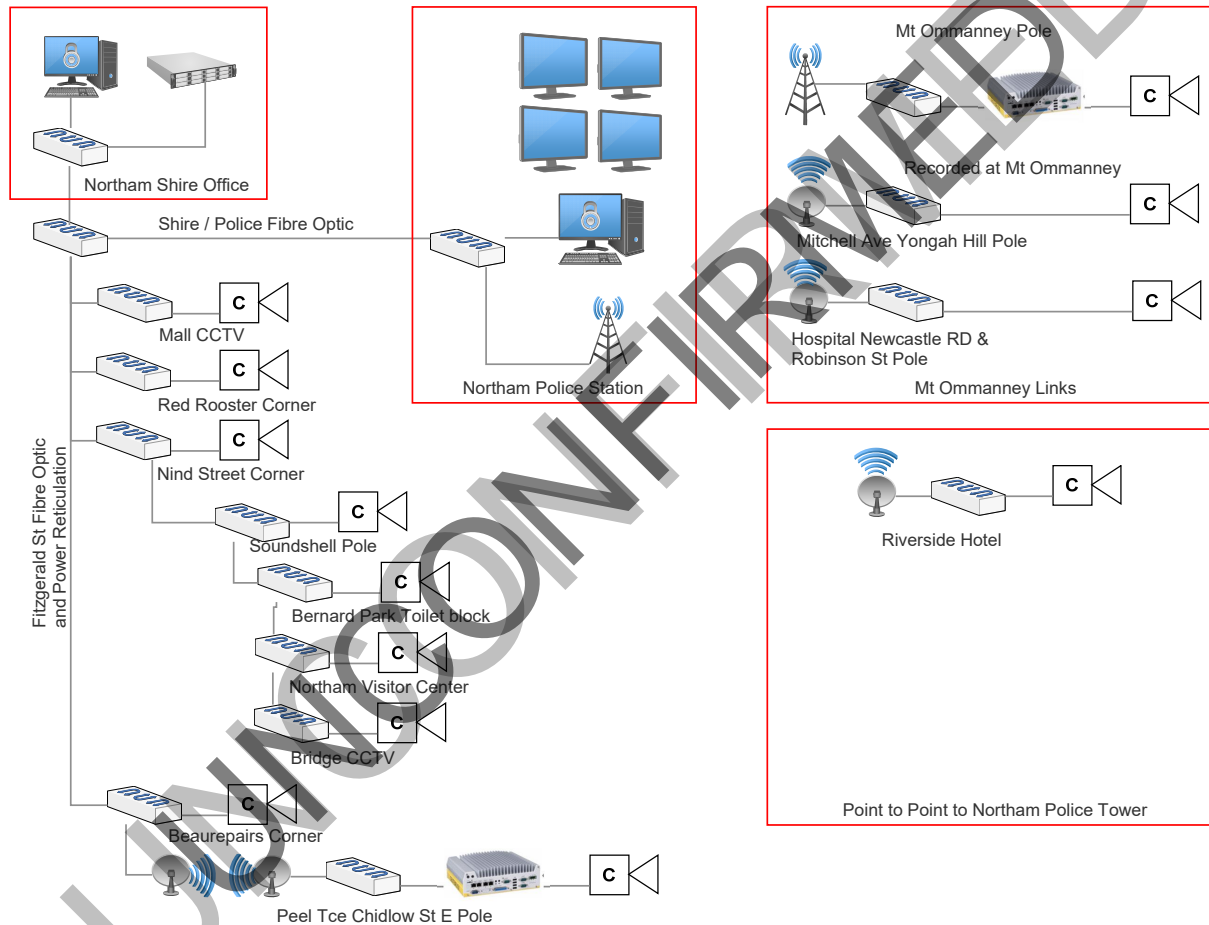 Northam Shire Office
Shire / Police Fibre Optic
Mall CCTV
Red Rooster Corner
Nind Street Corner
Fitzgerald St Fibre Optic
and Power Reticulation
Soundshell Pole
Bernard Park Toilet block
Northam Visitor Center
Bridge CCTV
Beaurepairs Corner
Peel Tce Chidlow St E Pole
Northam Police Station
Mt Ommanney Pole
Recorded at Mt Ommanney
Mitchell Ave Yongah Hill Pole
Hospital Newcastle RD &
Robinson St Pole
Mt Ommanney Links
Riverside Hotel
Point to Point to Northam Police Tower
C
C
C
C
C
C
C
C
C
C
C
C
C
UNCONFIRMED